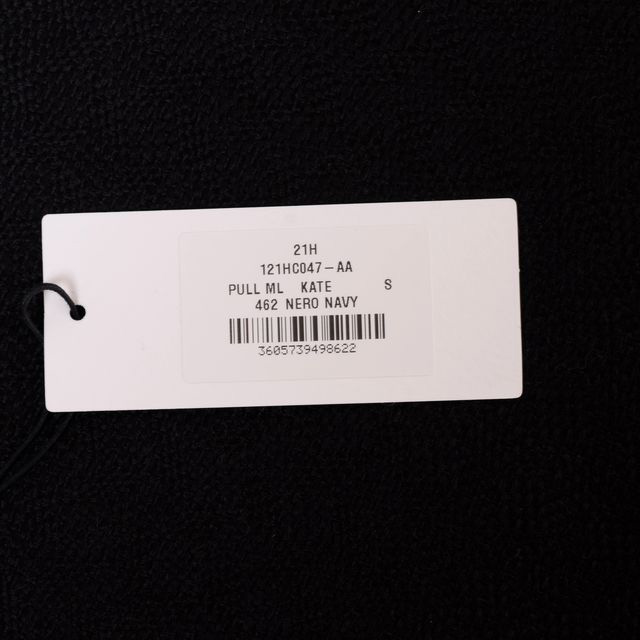 21H
121HC047-AA
PULL ML KATE S
462 NERO NAVY
3605739498622